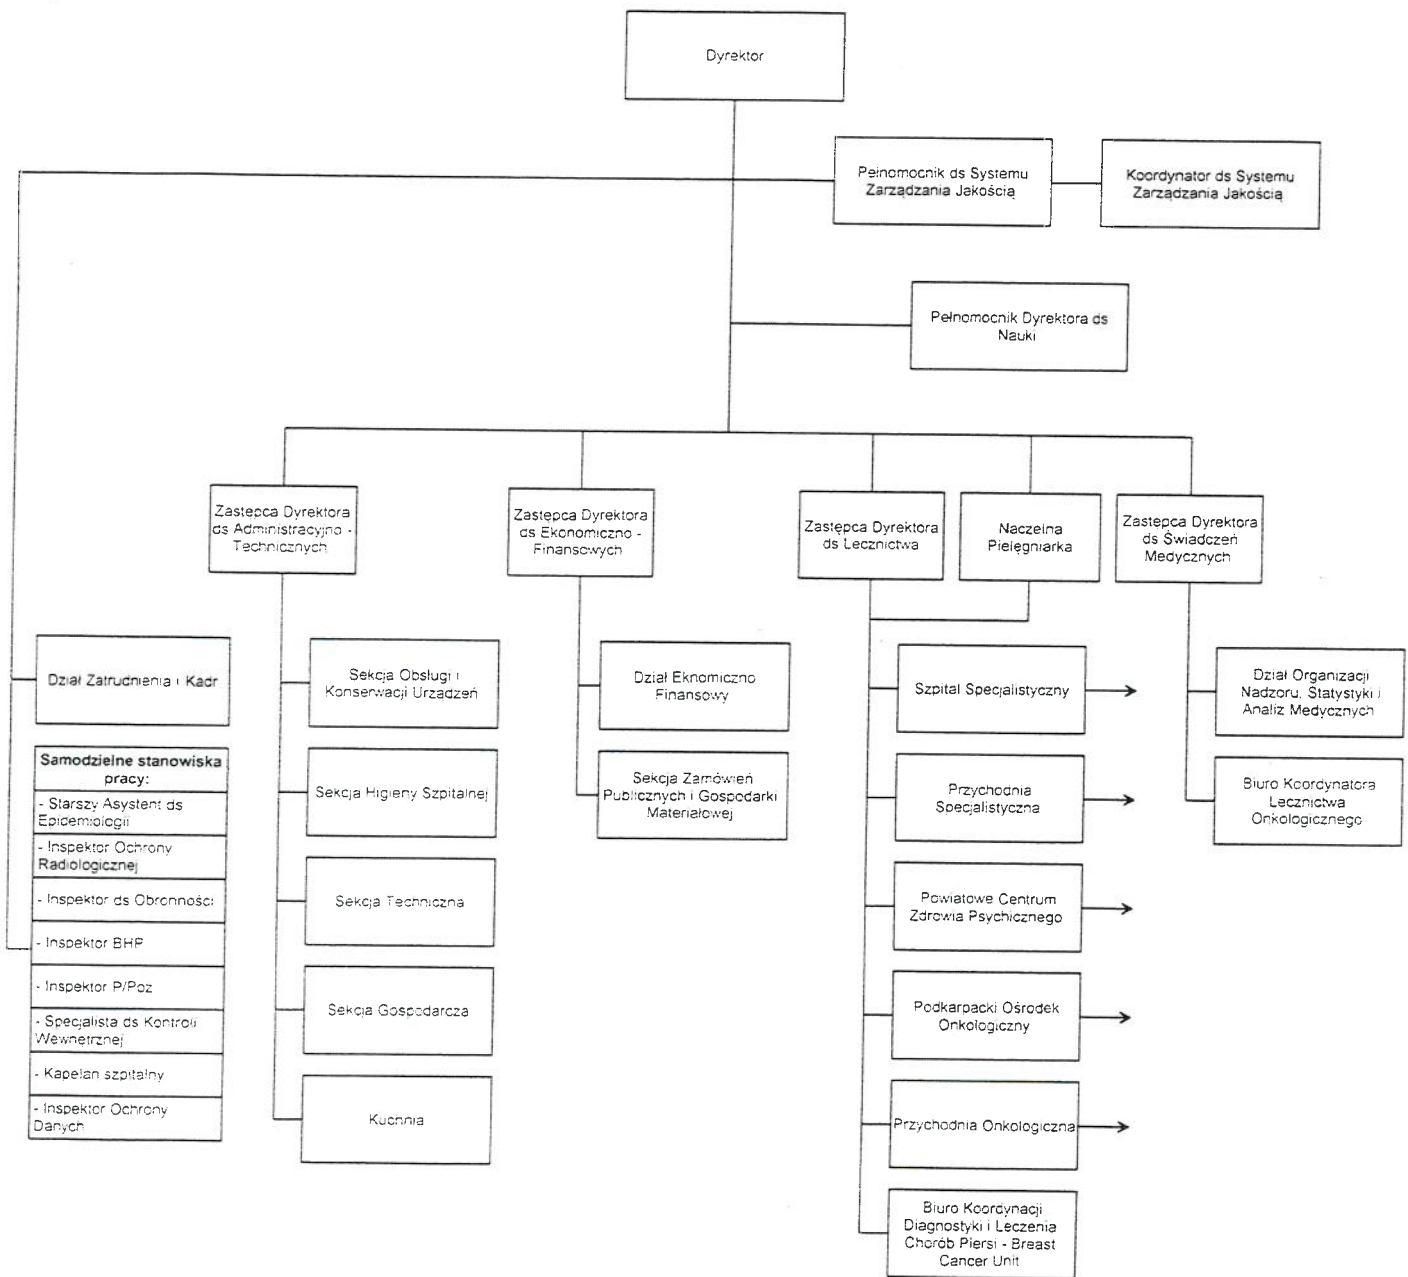 Dyrektor
Pełnomocnik ds Systemu
Zarządzania Jakością
Koordynator ds Systemu
Zarządzania Jakością
Pełnomocnik Dyrektora ds
Nauki
Zastępca Dyrektora
ds Administracyjno -
Technicznych
Zastępca Dyrektora
ds Ekonomiczno -
Finansowych
Zastępca Dyrektora
ds Lecznictwa
Naczelna
Pielęgniarka
Zastępca Dyrektora
ds Świadczeń
Medycznych
Dział Zatrudnienia i Kadr
Samodzielne stanowiska
pracy:
- Starszy Asystent ds
Epidemiologii
- Inspektor Ochrony
Radiologicznej
- Inspektor ds Obronności
- Inspektor BHP
- Inspektor P/Poż
- Specjalista ds Kontroli
Wewnętrznej
- Kapelan szpitalny
- Inspektor Ochrony
Danych
Sekcja Obsługi i
Konserwacji Urządzeń
Sekcja Higieny Szpitalnej
Sekcja Techniczna
Sekcja Gospodarcza
Kuchnia
Dział Eknomiczno
Finansowy
Sekcja Zamówień
Publicznych i Gospodarki
Materiałowej
Szpital Specjalistyczny
Przychodnia
Specjalistyczna
Powiatowe Centrum
Zdrowia Psychicznego
Podkarpacki Ośrodek
Onkologiczny
Przychodnia Onkologiczna
Biuro Koordynacji
Diagnostyki i Leczenia
Chorób Piersi - Breast
Cancer Unit
Dział Organizacji
Nadzoru, Statystyki i
Analiz Medycznych
Biuro Koordynatora
Lecznictwa
Onkologicznego